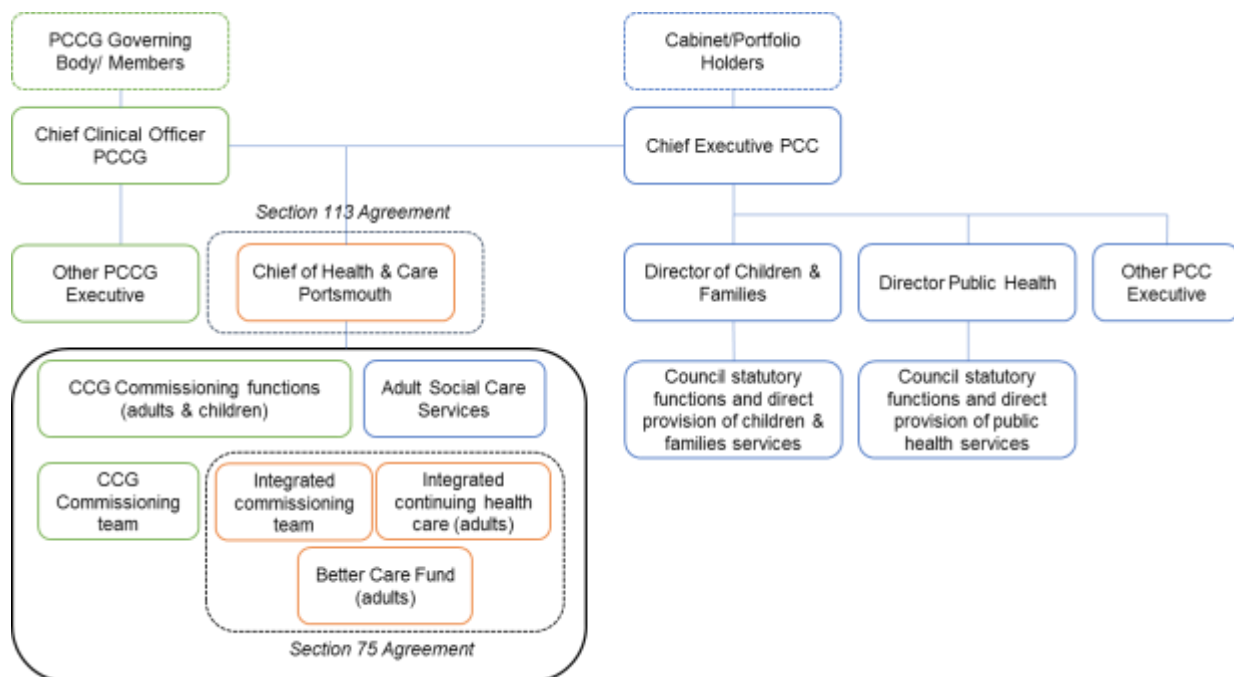 PCCG Governing
Body/ Members
Cabinet/Portfolio
Holders
Chief Clinical Officer
PCCG
Chief Executive PCC
Section 113 Agreement
Other PCCG
Executive
Chief of Health & Care
Portsmouth
Director of Children &
Families
Director Public Health
Other PCC
Executive
CCG Commissioning functions
(adults & children)
Adult Social Care
Services
Council statutory
functions and direct
provision of children &
families services
Council statutory
functions and direct
provision of public
health services
CCG
Commissioning
team
Integrated
commissioning
team
Integrated
continuing health
care (adults)
Better Care Fund
(adults)
Section 75 Agreement